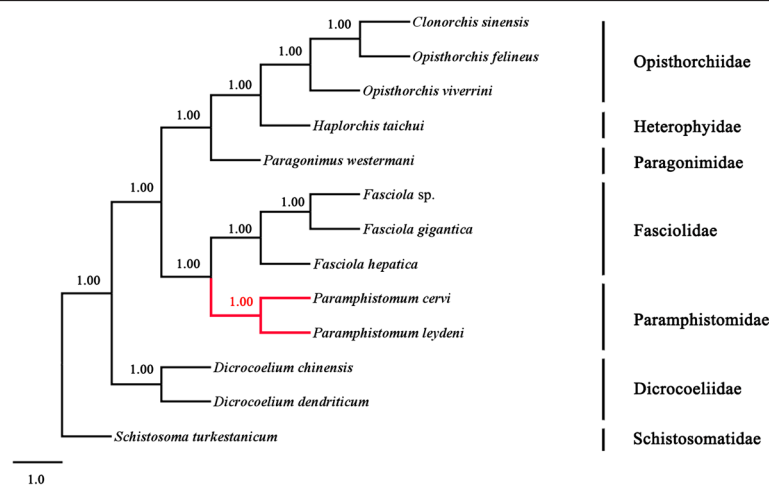 1.00
Clonorchis sinensis
1.00
Opisthorchis felineus
Opisthorchiidae
1.00
Opisthorchis viverrini
1.00
Haplorchis taichui
Heterophyidae
Paragonimus westermani
Paragonimidae
1.00
Fasciola sp.
1.00
1.00
Fasciola gigantica
Fasciolidae
1.00
Fasciola hepatica
1.00
Paramphistomum cervi
1.00
Paramphistomidae
Paramphistomum leydeni
1.00
Dicrocoelium chinensis
Dicrocoeliidae
Dicrocoelium dendriticum
Schistosoma turkestanicum
Schistosomatidae
1.0